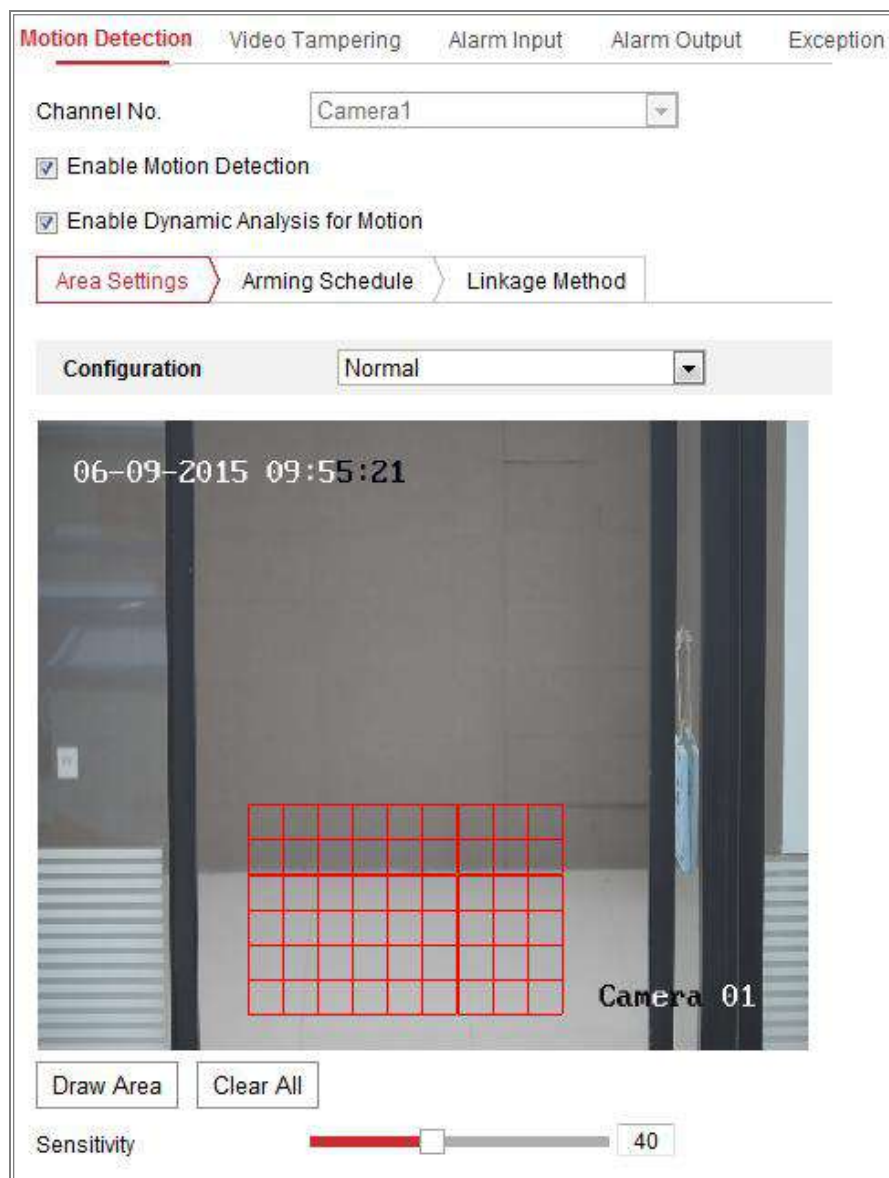 Motion Detection Video Tampering Alarm Input Alarm Output Exception
Channel No. Camera1
Enable Motion Detection
Enable Dynamic Analysis for Motion
Area Settings Arming Schedule Linkage Method
Configuration Normal
06-09-2015 09:55:21
Camera 01
Draw Area Clear All
Sensitivity 40